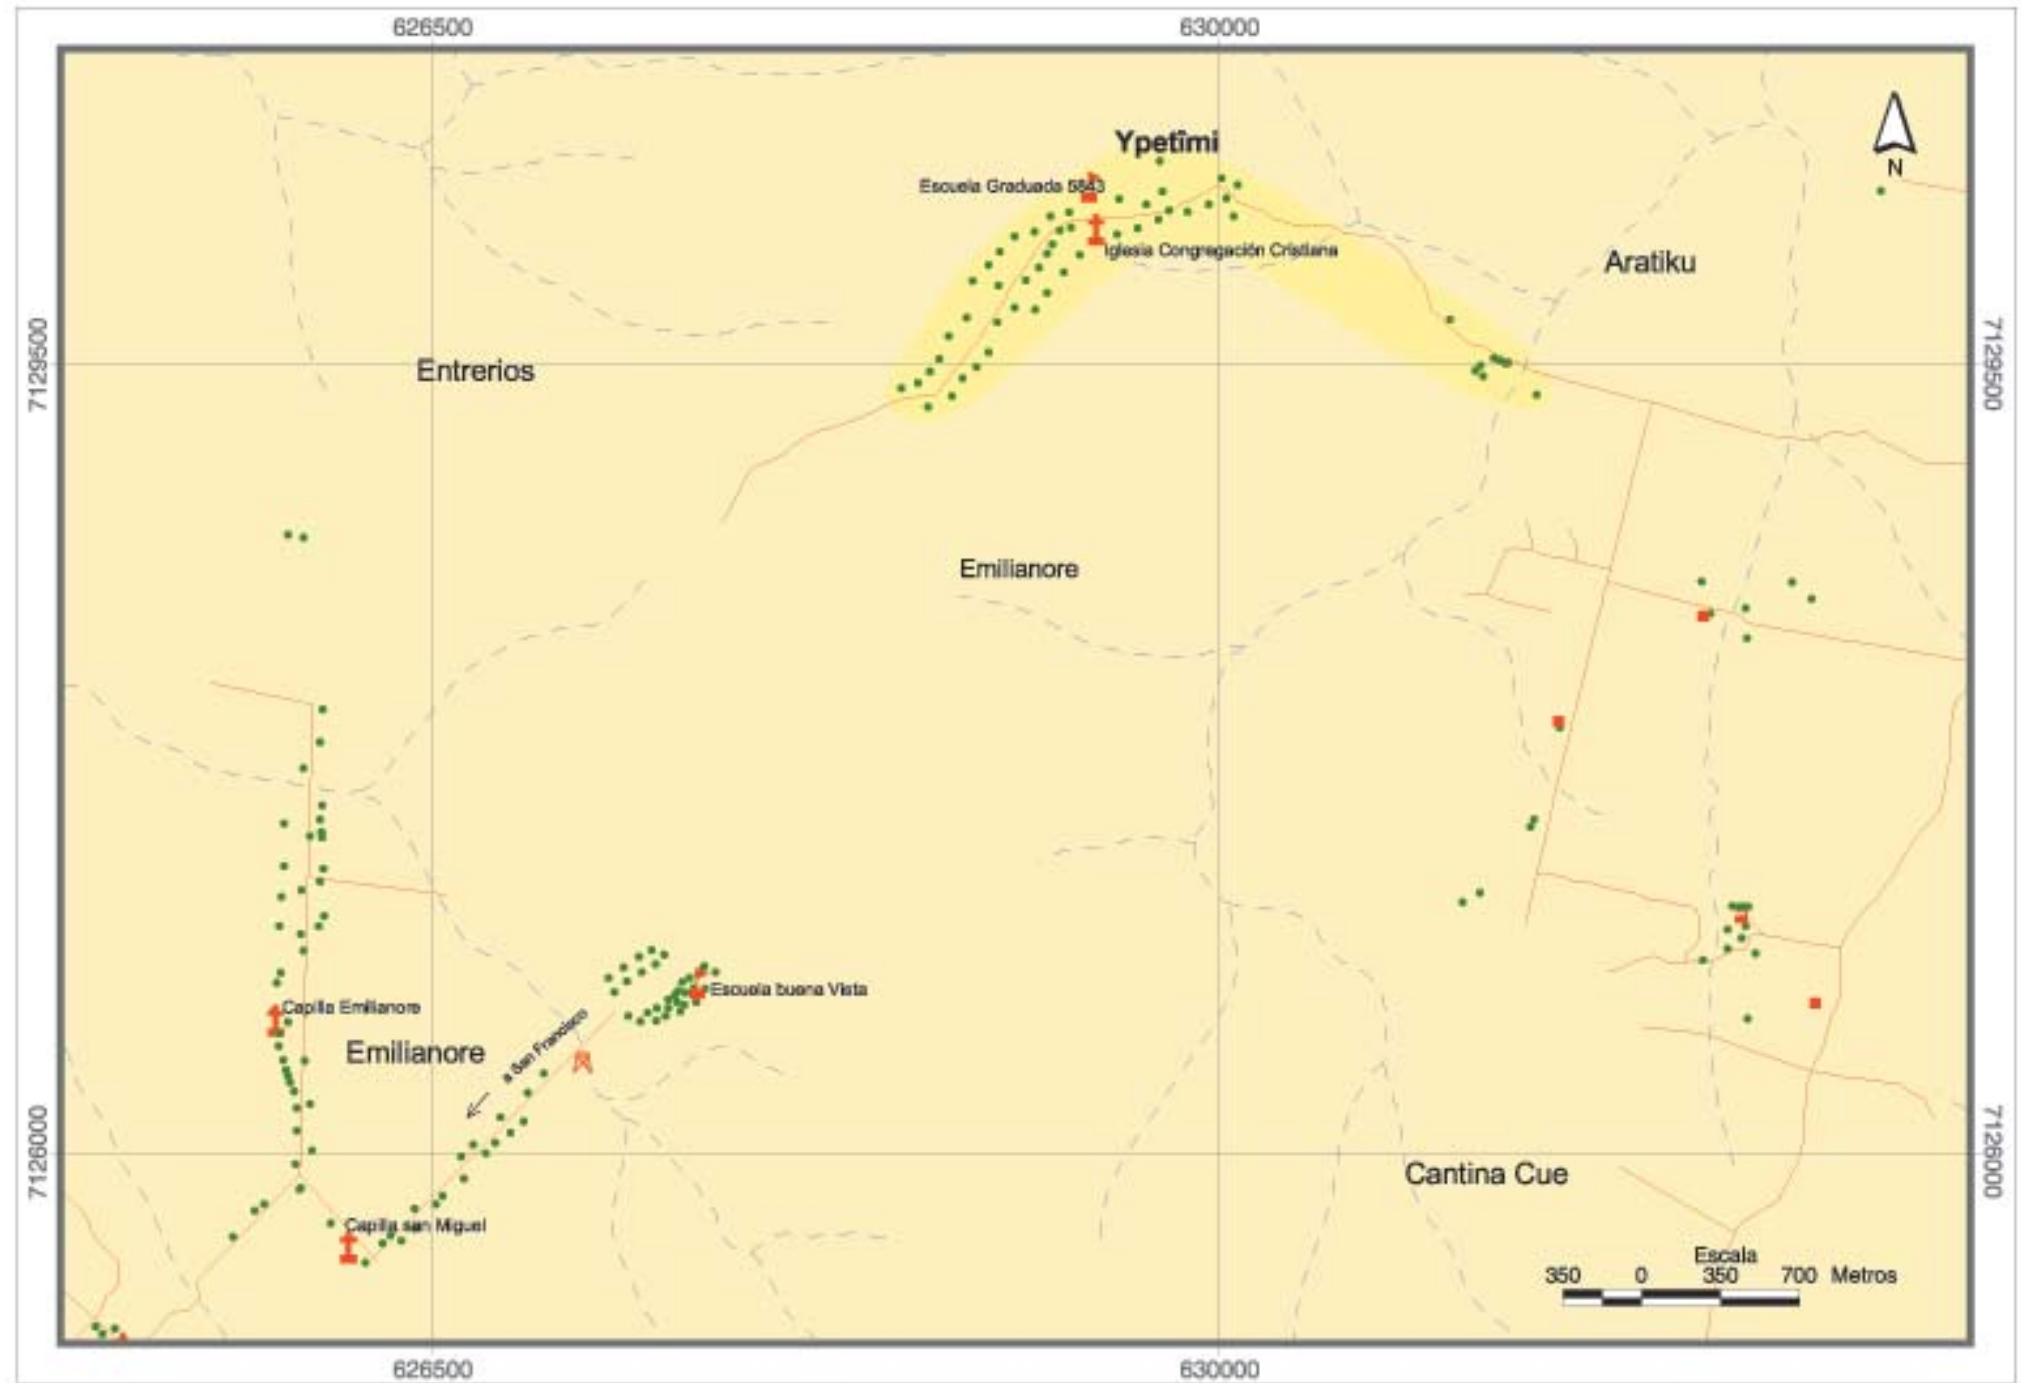 626500 630000
N
Ypetĩmi
Escuela Graduada 5843
Iglesia Congregación Cristiana
Aratiku
7129500 7129500
Entrerios
Emilianore
Escuela buena Vista
Capilla Emilianore
a San Francisco
Emilianore
7126000 7126000
Cantina Cue
Capilla san Miguel
Escala
350 0 350 700 Metros
626500 630000